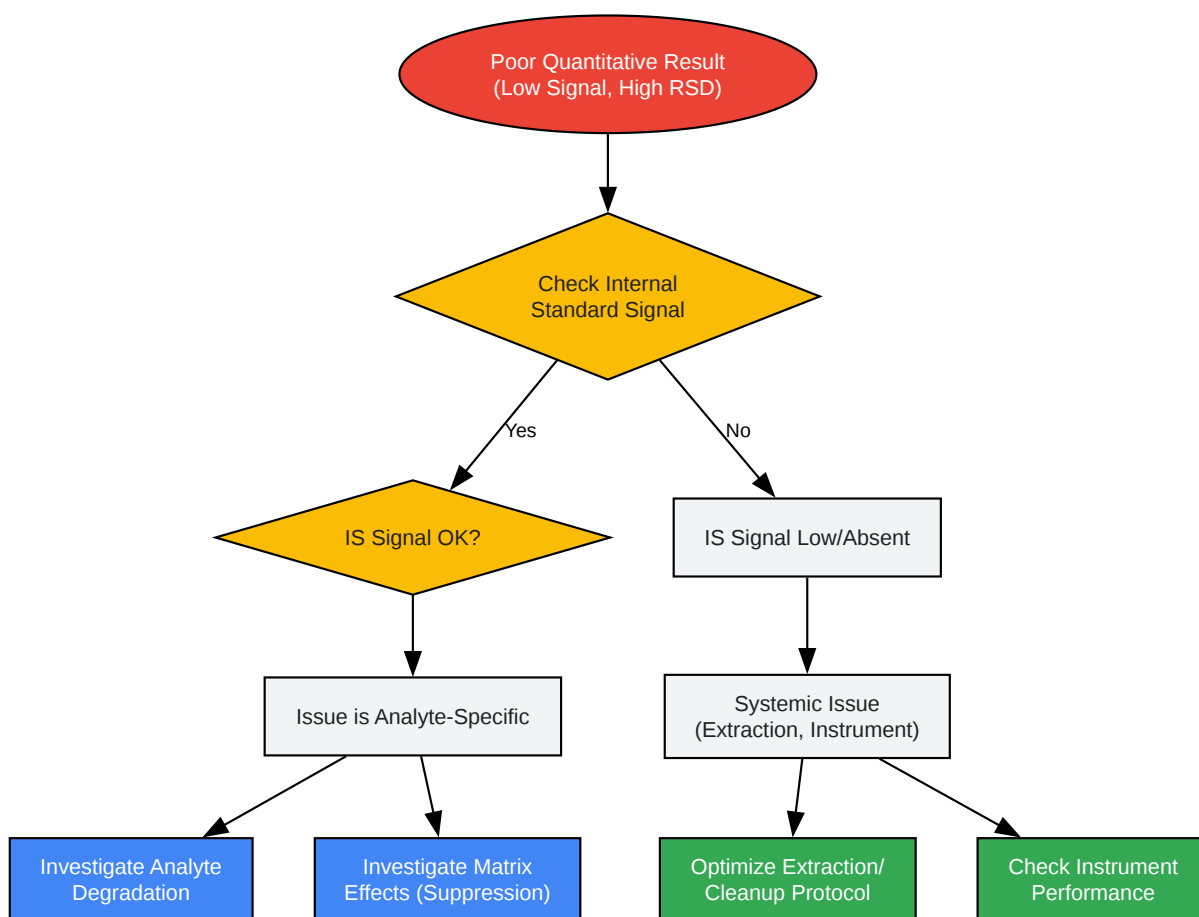 Poor Quantitative Result
(Low Signal, High RSD)
Check Internal
Standard Signal
Yes
No
IS Signal OK?
IS Signal Low/Absent
Issue is Analyte-Specific
Systemic Issue
(Extraction, Instrument)
Investigate Analyte
Degradation
Investigate Matrix
Effects (Suppression)
Optimize Extraction/
Cleanup Protocol
Check Instrument
Performance